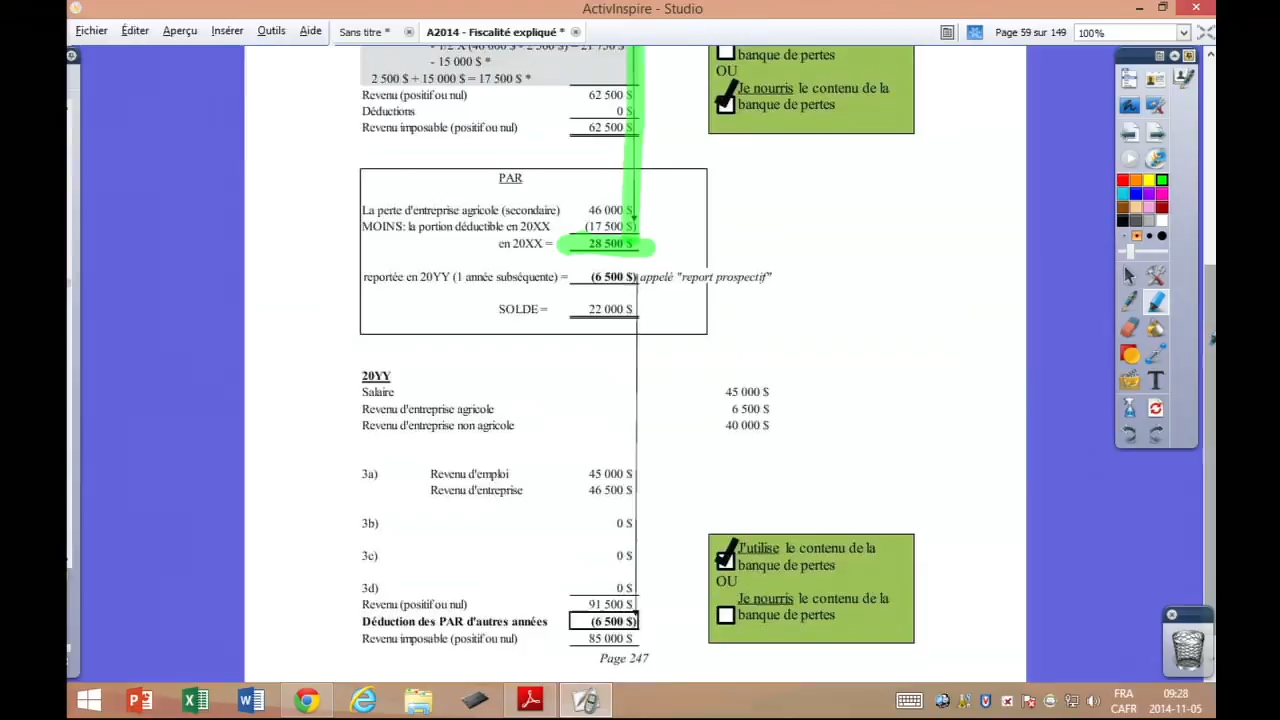 ActivInspire - Studio
Fichier Éditer Aperçu Insérer Outils Aide
Sans titre *
A2014 - Fiscalité expliqué *
Page 59 sur 149
100%
- 15 000 $ *
2 500 $ + 15 000 $ = 17 500 $ *
Revenu (positif ou nul) 62 500 $
Déductions 0 $
Revenu imposable (positif ou nul) 62 500 $
banque de pertes
OU
Je nourris le contenu de la
banque de pertes
PAR
La perte d'entreprise agricole (secondaire) 46 000 $
MOINS: la portion déductible en 20XX (17 500 $)
en 20XX = 28 500 $
reportée en 20YY (1 année subséquente) = (6 500 $) appelé "report prospectif"
SOLDE = 22 000 $
20YY
Salaire 45 000 $
Revenu d'entreprise agricole 6 500 $
Revenu d'entreprise non agricole 40 000 $
3a) Revenu d'emploi 45 000 $
Revenu d'entreprise 46 500 $
3b) 0 $
3c) 0 $
3d) 0 $
Revenu (positif ou nul) 91 500 $
Déduction des PAR d'autres années (6 500 $)
Revenu imposable (positif ou nul) 85 000 $
J'utilise le contenu de la
banque de pertes
OU
Je nourris le contenu de la
banque de pertes
Page 247
FRA
CAFR
09:28
2014-11-05